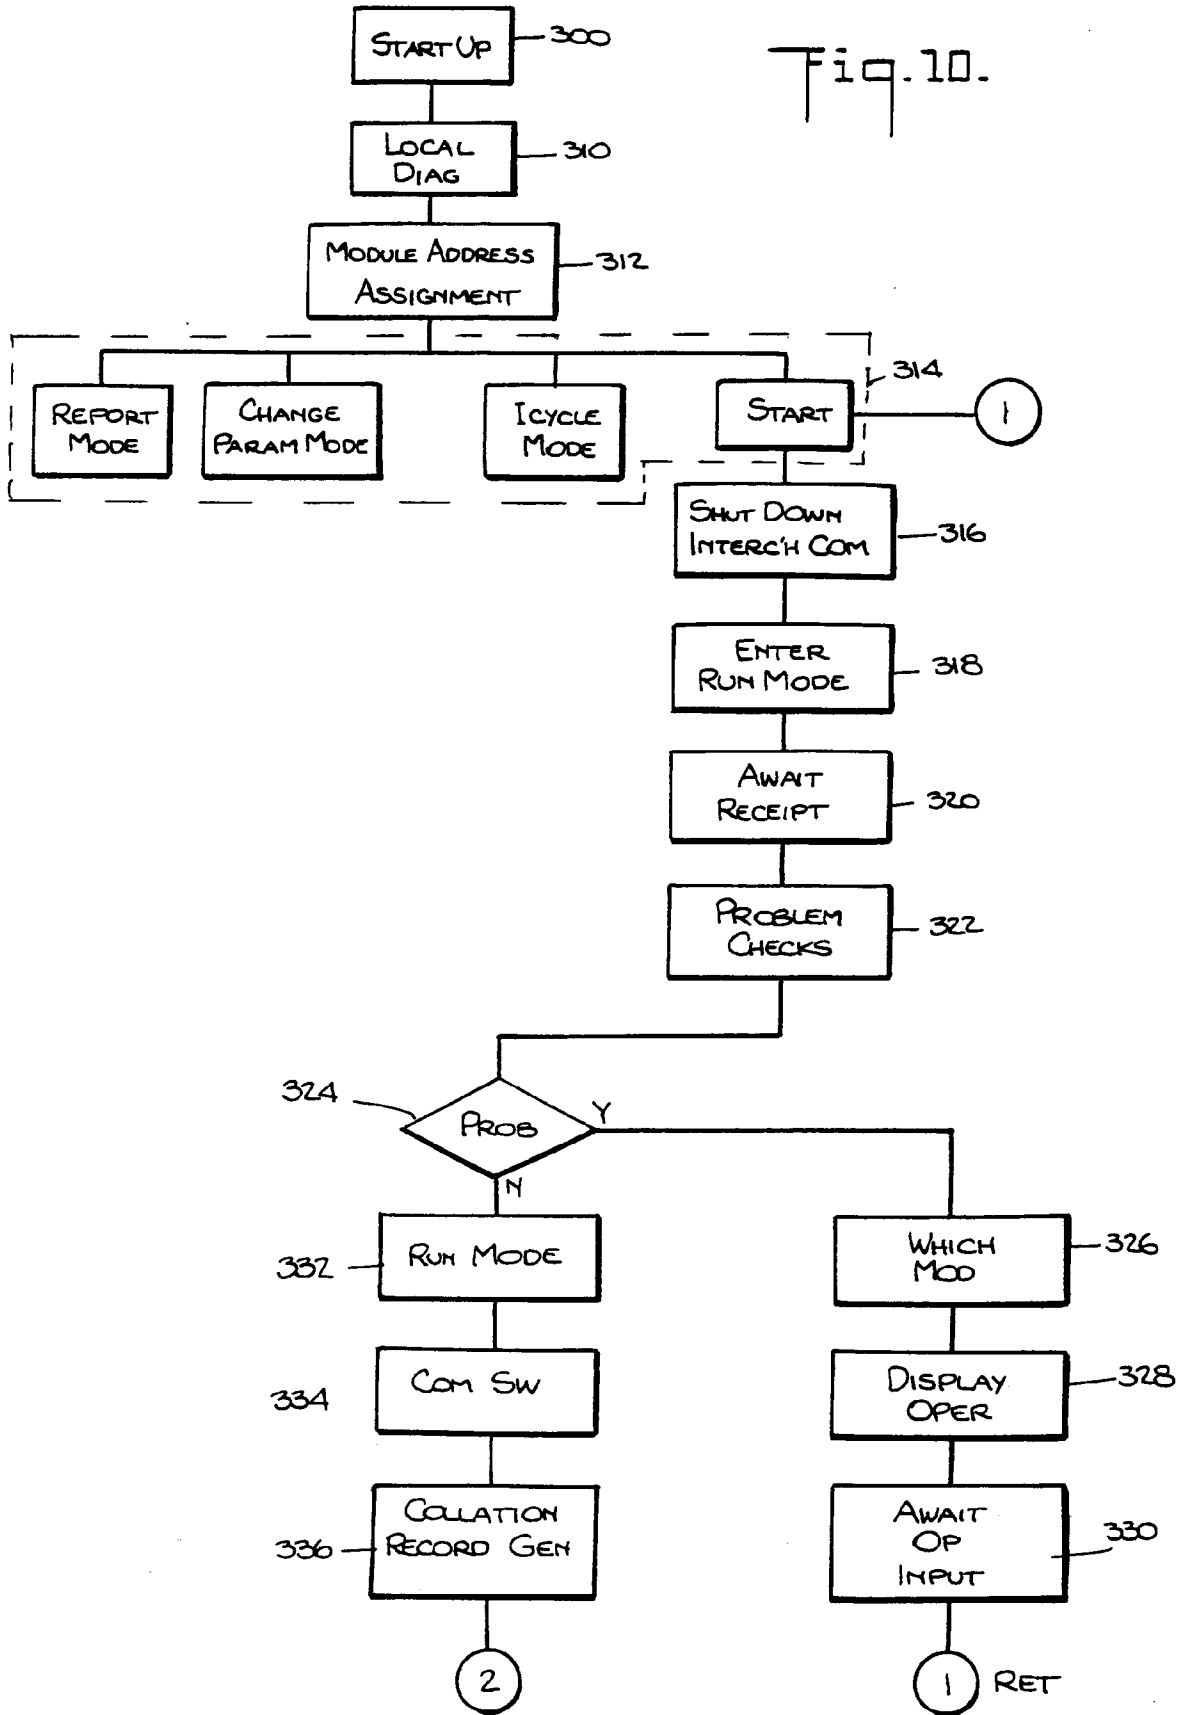 START UP
300
Fig. 10.
LOCAL
DIAG
310
MODULE ADDRESS
ASSIGNMENT
312
314
REPORT
MODE
CHANGE
PARAM MODE
ICYCLE
MODE
START
1
SHUT DOWN
INTERC'H COM
316
ENTER
RUN MODE
318
AWAIT
RECEIPT
320
PROBLEM
CHECKS
322
324
PROB
Y
N
332
RUN MODE
WHICH
MOD
326
334
COM SW
DISPLAY
OPER
328
336
COLLATION
RECORD GEN
AWAIT
OP
INPUT
330
2
1 RET